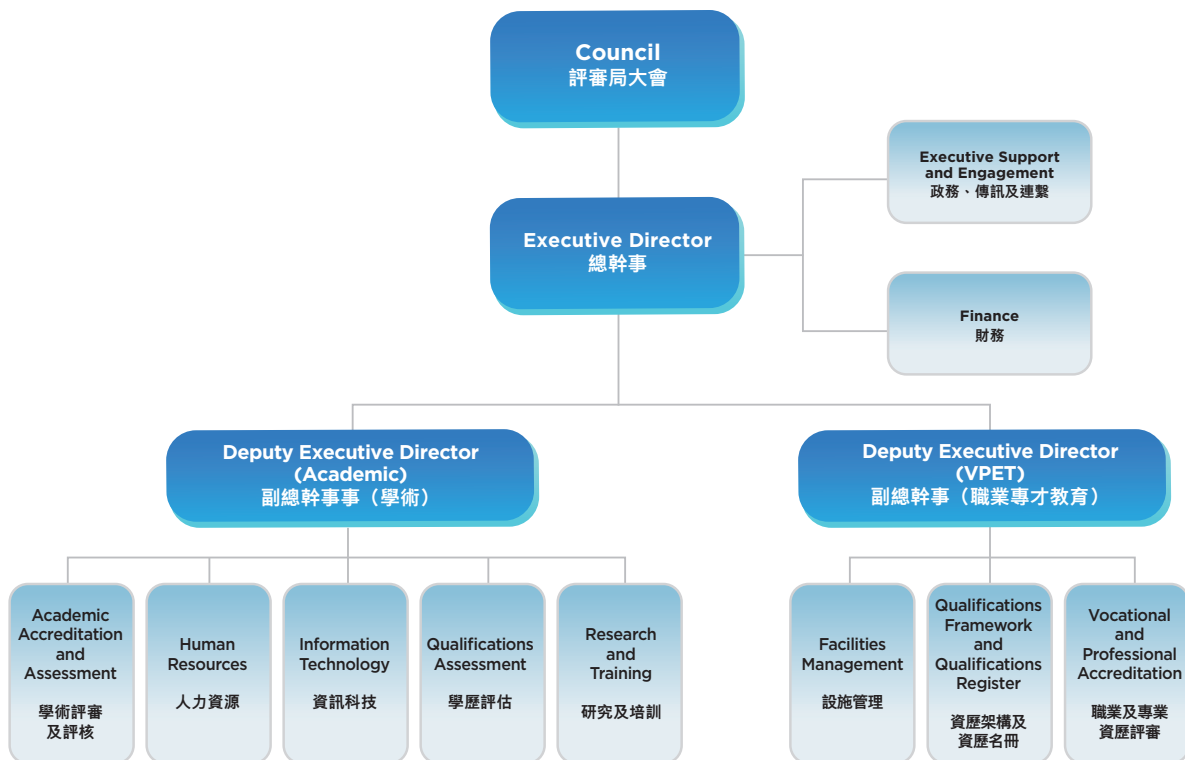 Council
評審局大會
Executive Support
and Engagement
政務、傳訊及連繫
Executive Director
總幹事
Finance
財務
Deputy Executive Director
(Academic)
副總幹事事（學術）
Deputy Executive Director
(VPET)
副總幹事（職業專才教育）
Academic
Accreditation
and
Assessment
學術評審
及評核
Human
Resources
人力資源
Information
Technology
資訊科技
Qualifications
Assessment
學歷評估
Research
and
Training
研究及培訓
Facilities
Management
設施管理
Qualifications
Framework
and
Qualifications
Register
資歷架構及
資歷名冊
Vocational
and
Professional
Accreditation
職業及專業
資歷評審